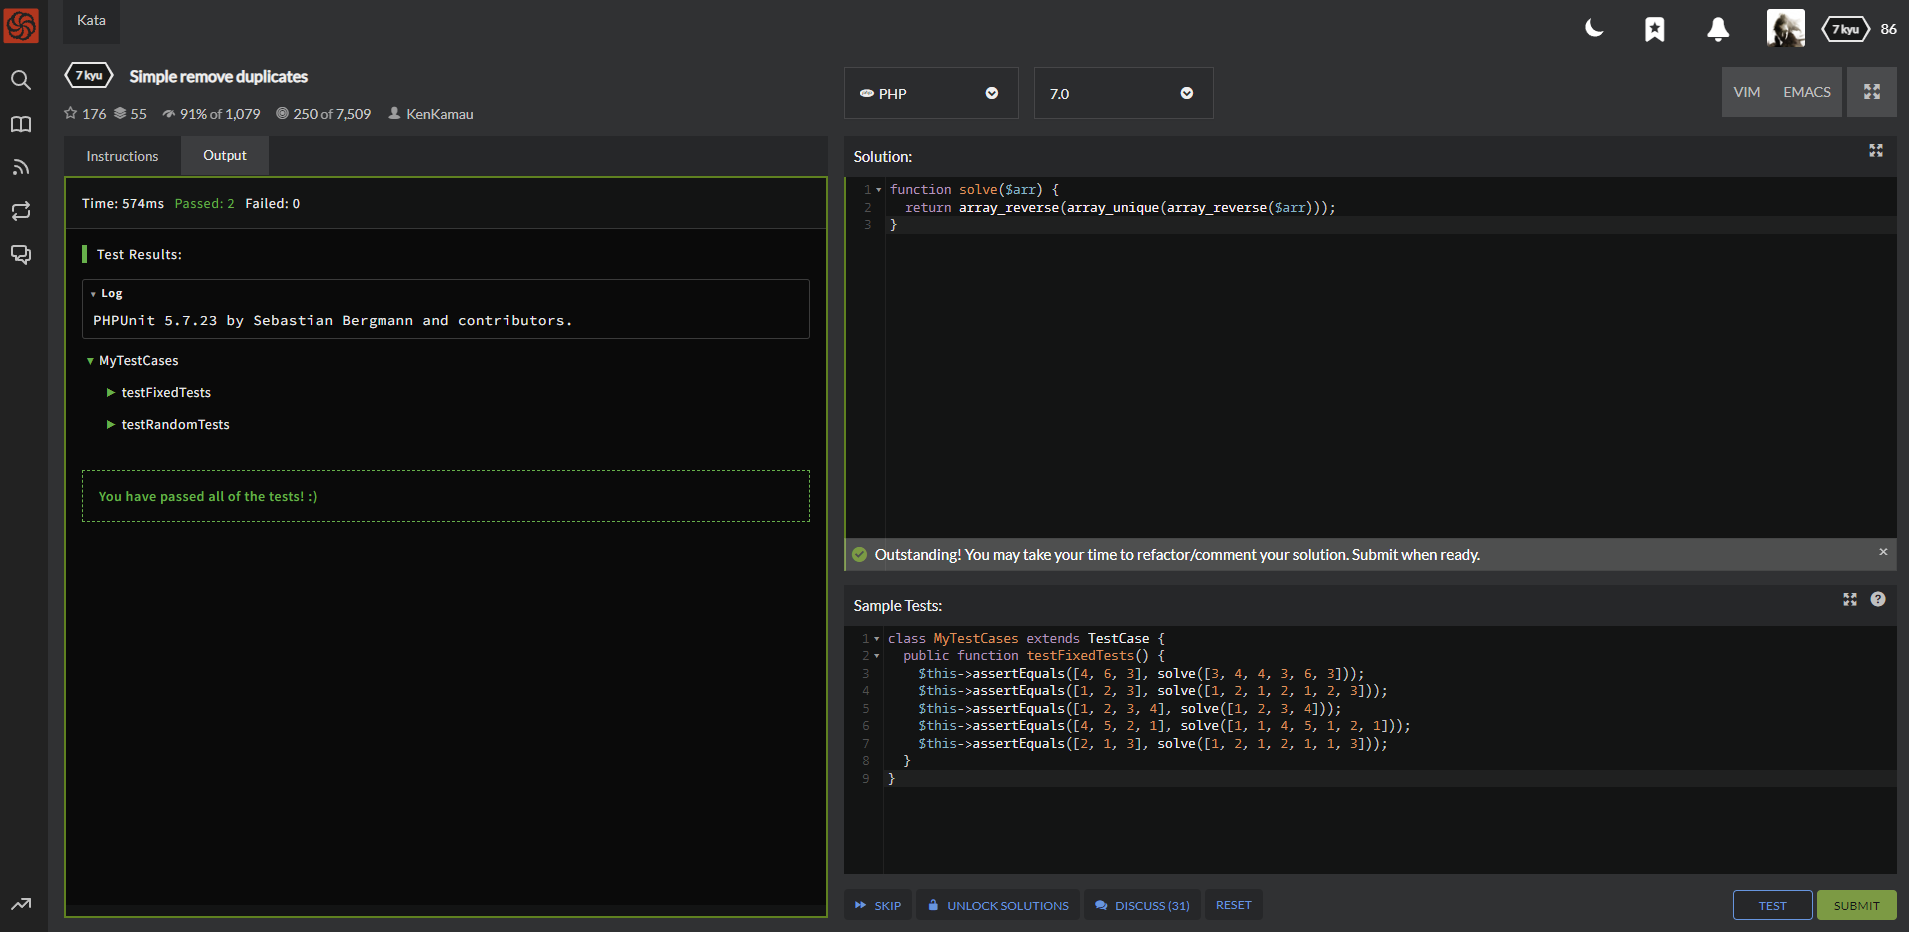 Kata
7 kyu 86
7 kyu Simple remove duplicates
176 55 91% of 1,079 250 of 7,509 KenKamau
PHP
7.0
VIM EMACS
Instructions Output
Time: 574ms Passed: 2 Failed: 0
Test Results:
Log
PHPUnit 5.7.23 by Sebastian Bergmann and contributors.
MyTestCases
testFixedTests
testRandomTests
You have passed all of the tests! :)
Solution:
1 function solve($arr) {
2 return array_reverse(array_unique(array_reverse($arr)));
3 }
Outstanding! You may take your time to refactor/comment your solution. Submit when ready. ×
Sample Tests: ?
1 class MyTestCases extends TestCase {
2 public function testFixedTests() {
3 $this->assertEquals([4, 6, 3], solve([3, 4, 4, 3, 6, 3]));
4 $this->assertEquals([1, 2, 3], solve([1, 2, 1, 2, 1, 2, 3]));
5 $this->assertEquals([1, 2, 3, 4], solve([1, 2, 3, 4]));
6 $this->assertEquals([4, 5, 2, 1], solve([1, 1, 4, 5, 1, 2, 1]));
7 $this->assertEquals([2, 1, 3], solve([1, 2, 1, 2, 1, 1, 3]));
8 }
9 }
SKIP UNLOCK SOLUTIONS DISCUSS (31) RESET TEST SUBMIT